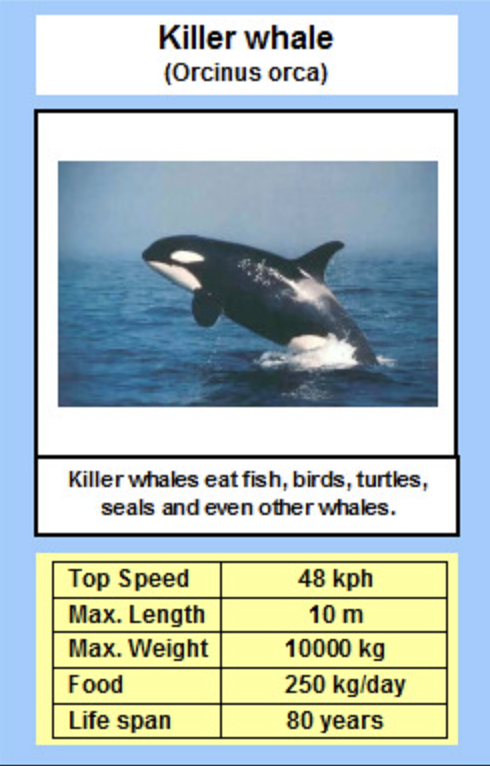 Killer whale
(Orcinus orca)
Killer whales eat fish, birds, turtles,
seals and even other whales.
Top Speed 48 kph
Max. Length 10 m
Max. Weight 10000 kg
Food 250 kg/day
Life span 80 years